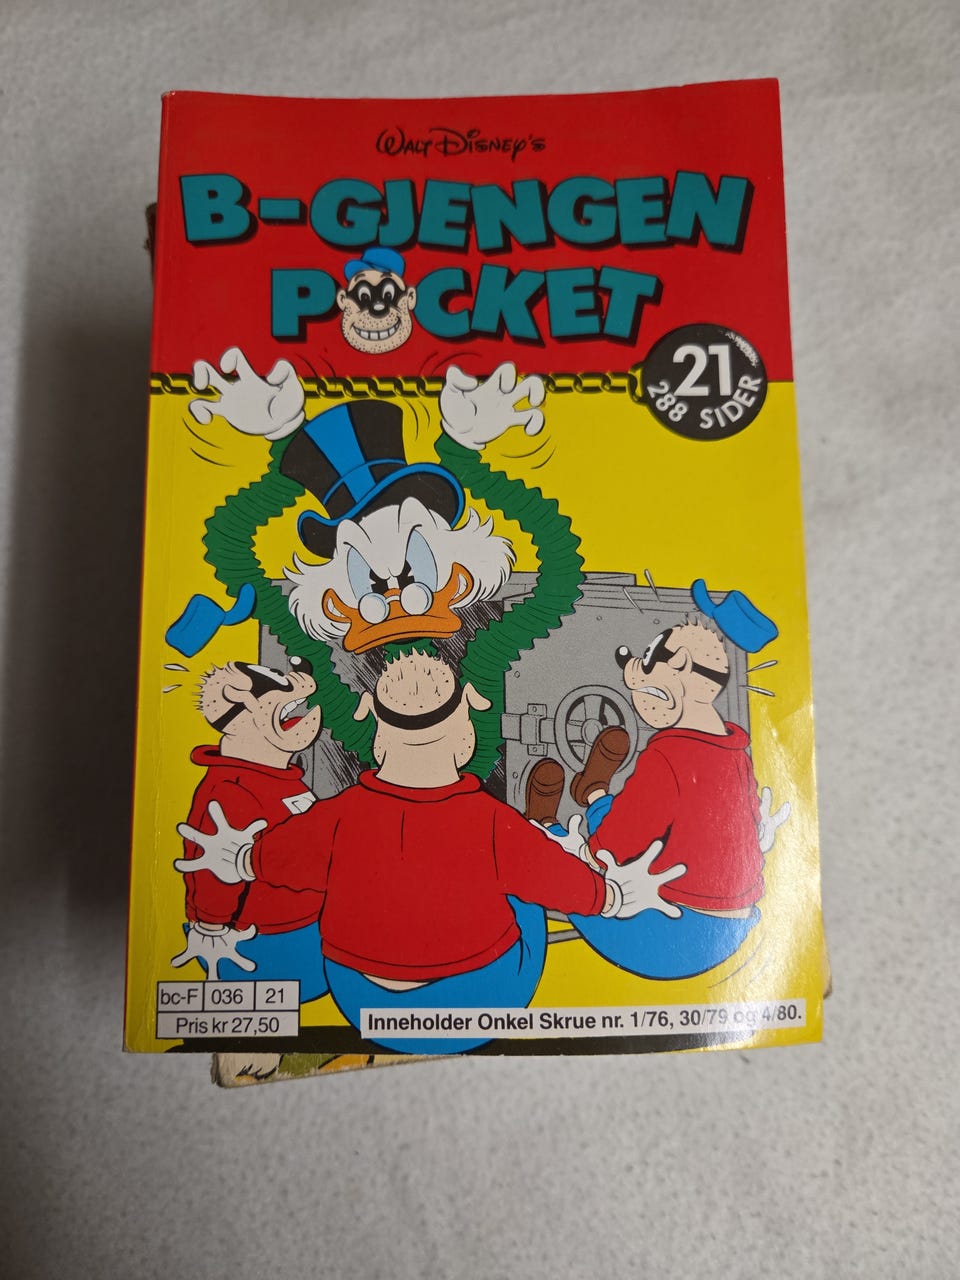 WALT DISNEY'S
B-GJENGEN
POCKET
21
288 SIDER
bc-F 036 21
Pris kr 27,50
Inneholder Onkel Skrue nr. 1/76, 30/79 og 4/80.